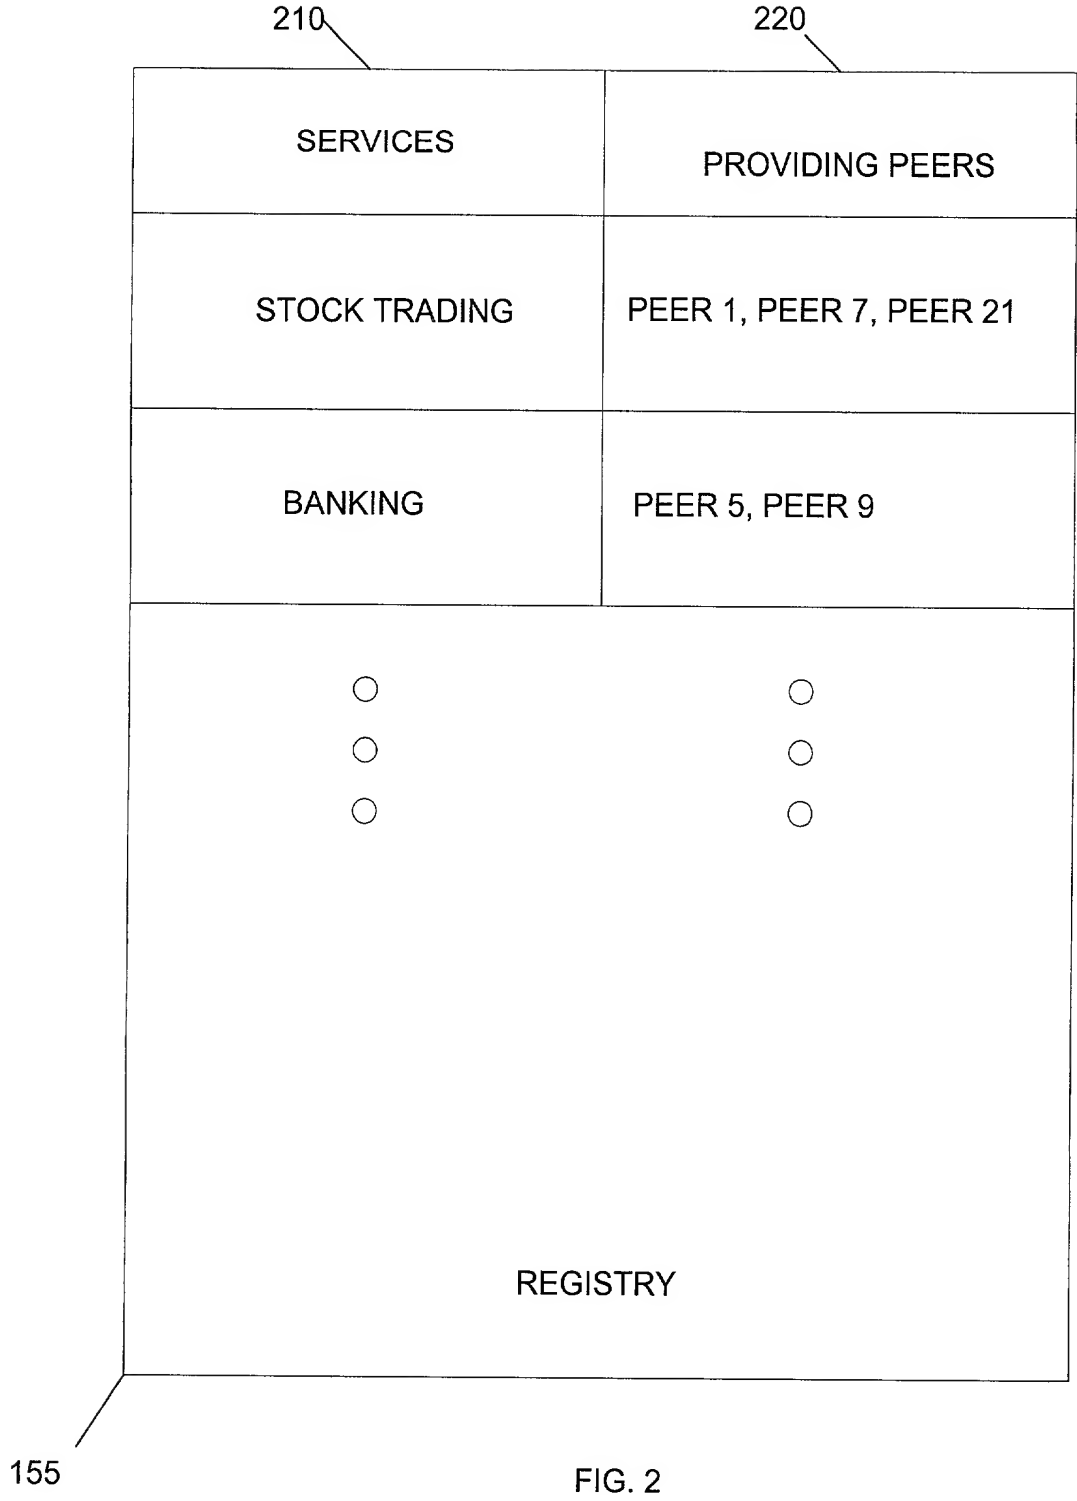 210
220
SERVICES
PROVIDING PEERS
STOCK TRADING
PEER 1, PEER 7, PEER 21
BANKING
PEER 5, PEER 9
REGISTRY
155
FIG. 2